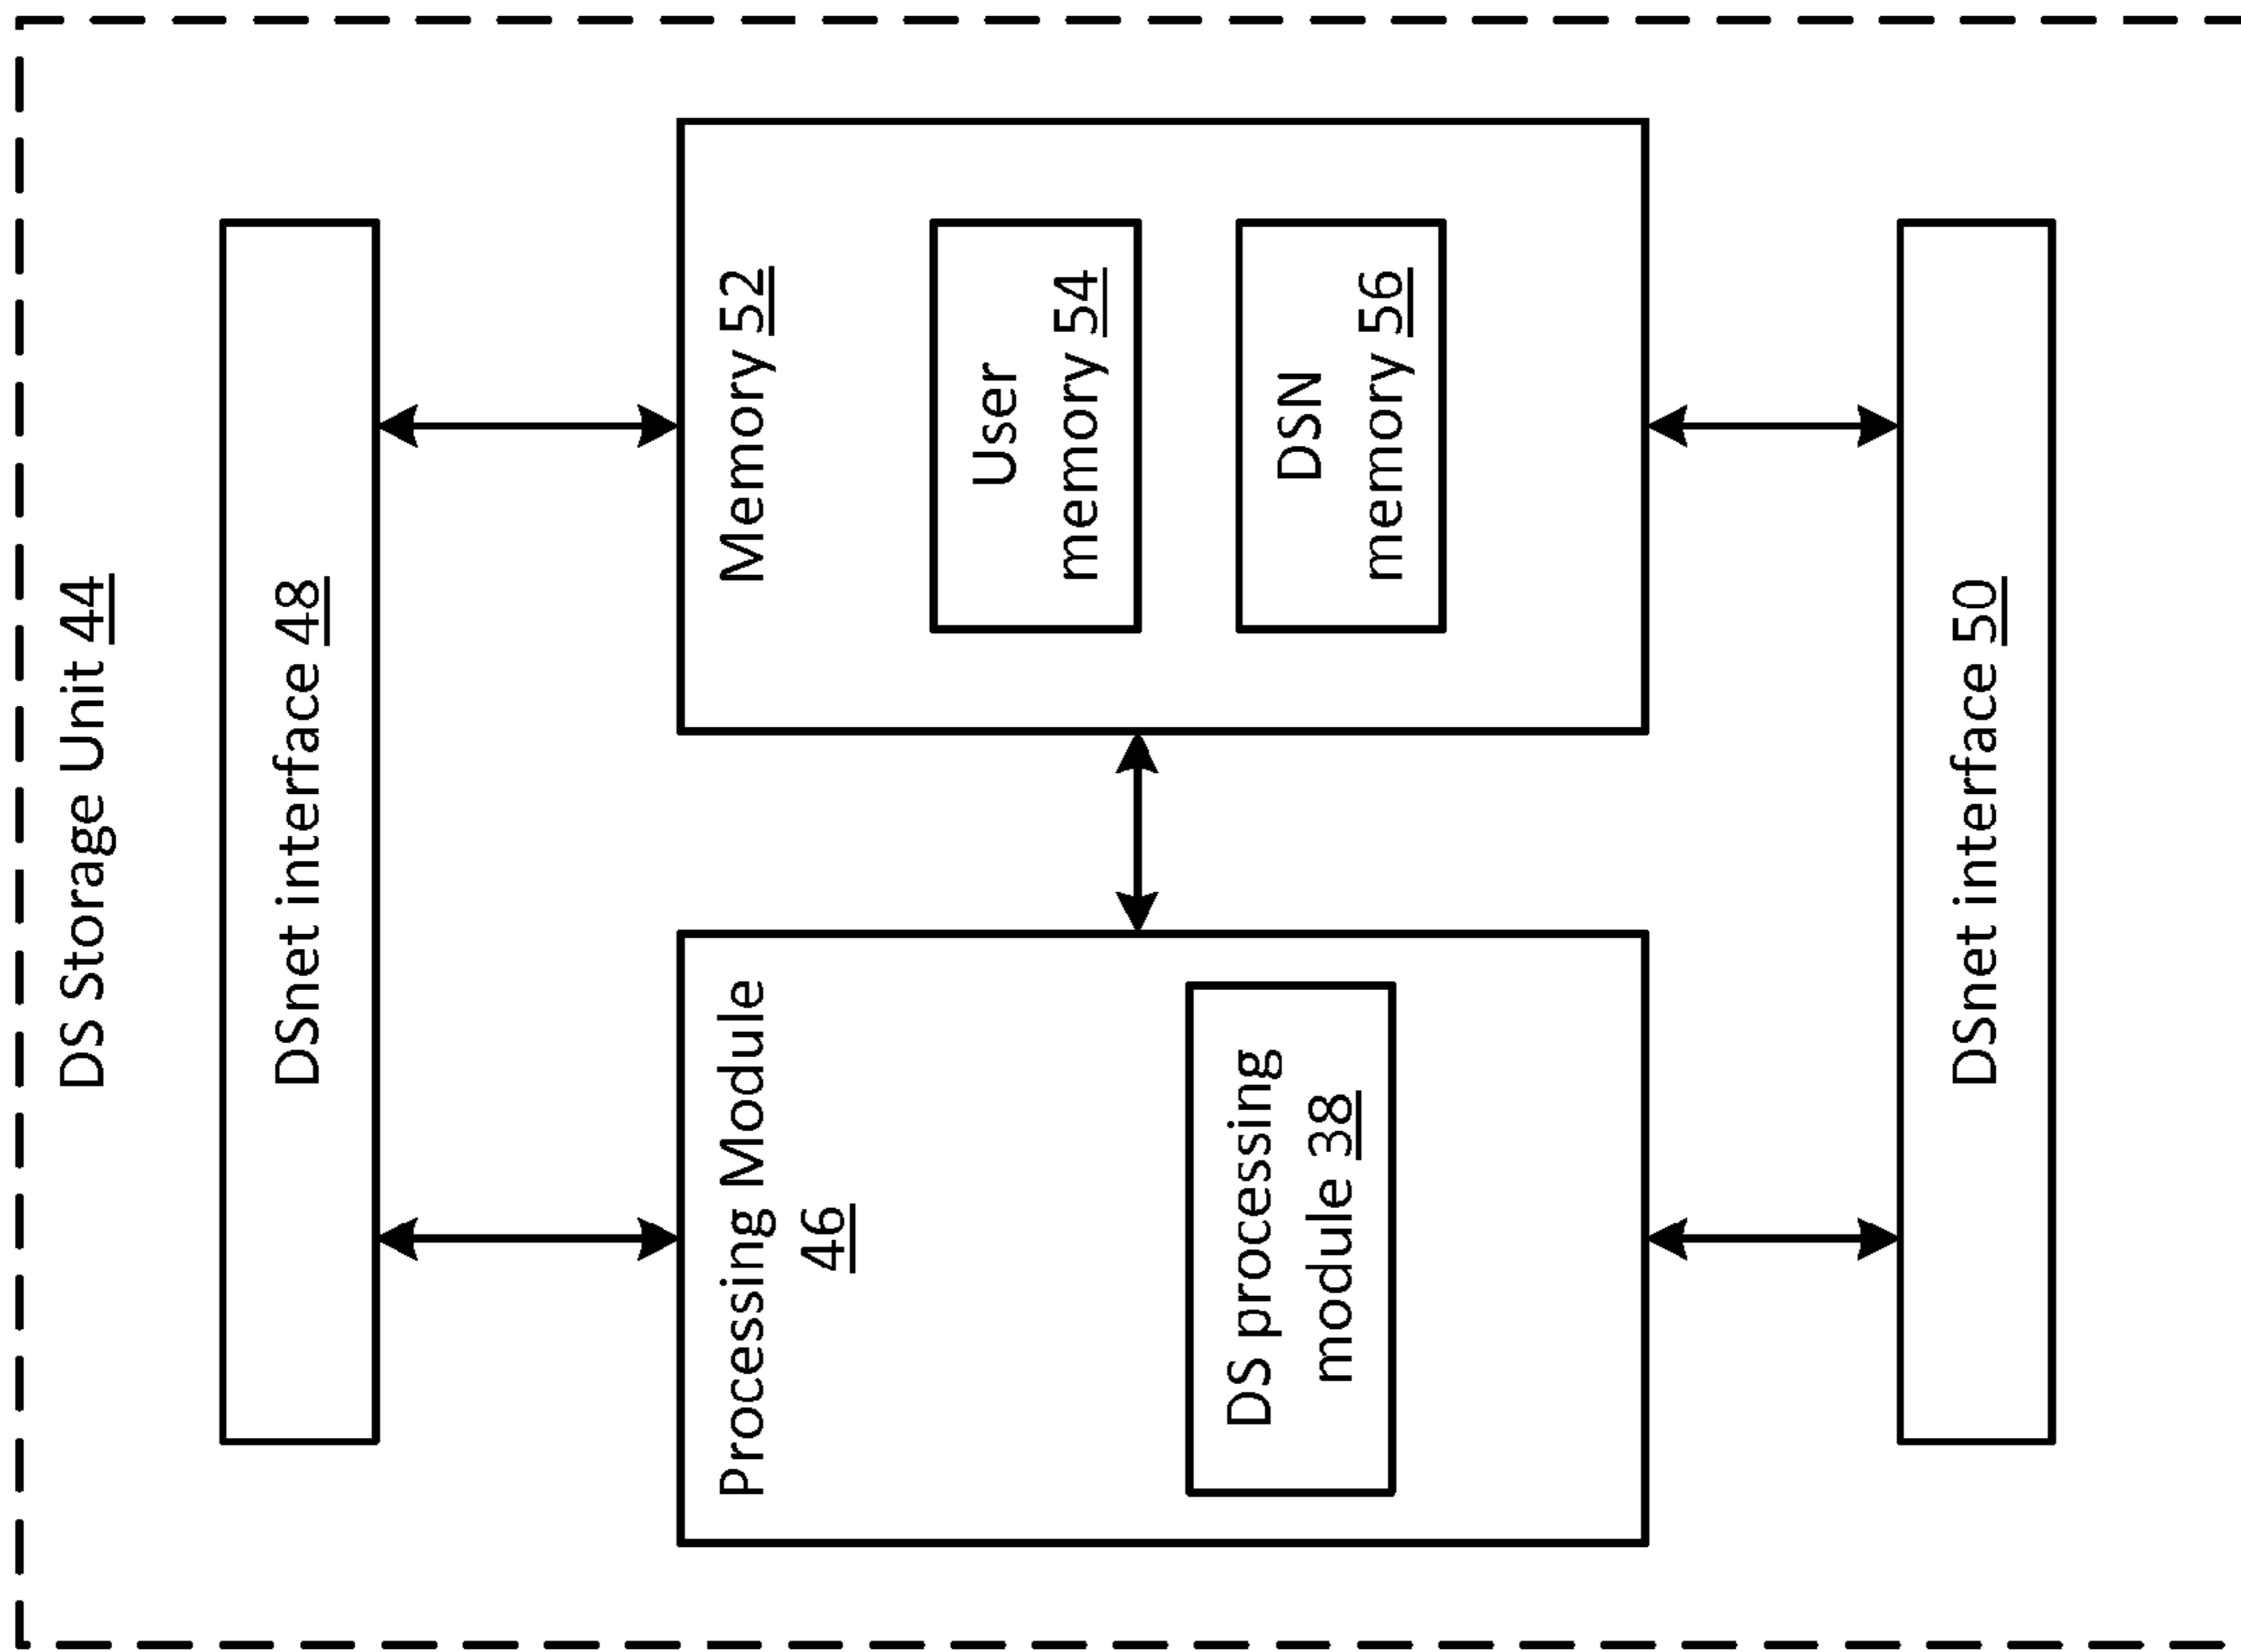 DS Storage Unit 44
DSnet interface 48
Processing Module
46
DS processing
module 38
Memory 52
User
memory 54
DSN
memory 56
DSnet interface 50